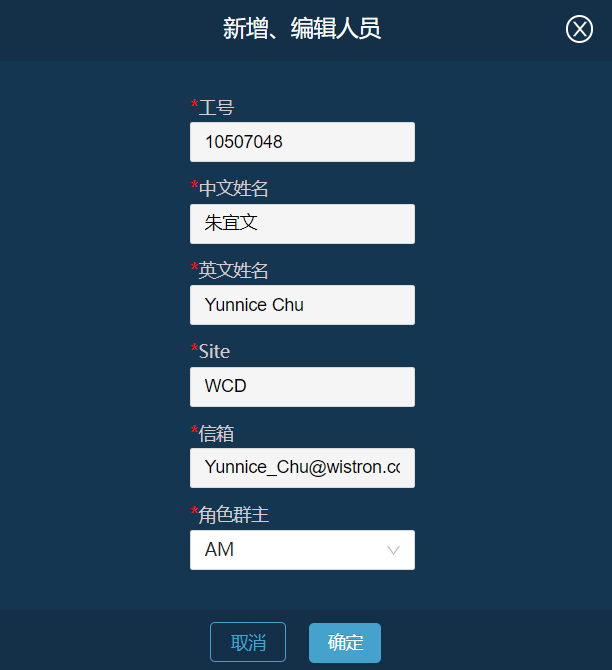 新增、编辑人员
*工号
10507048
*中文姓名
朱宜文
*英文姓名
Yunnice Chu
*Site
WCD
*信箱
Yunnice_Chu@wistron.cc
*角色群主
AM
取消
确定